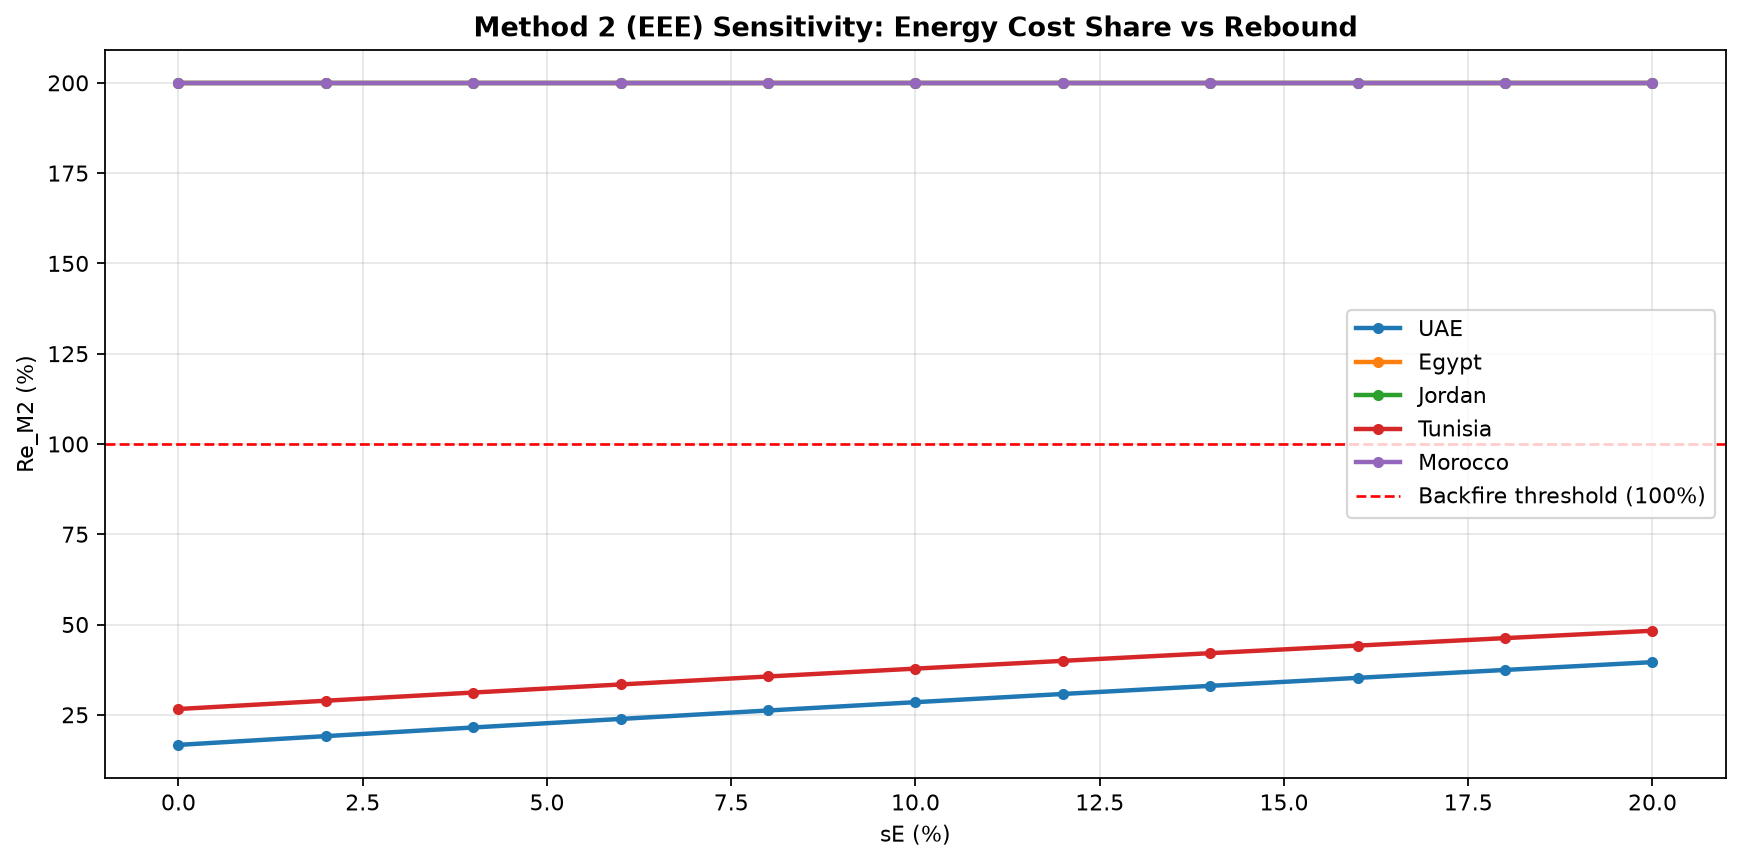 Method 2 (EEE) Sensitivity: Energy Cost Share vs Rebound
Re_M2 (%)
200
175
150
125
100
75
50
25
UAE
Egypt
Jordan
Tunisia
Morocco
Backfire threshold (100%)
0.0 2.5 5.0 7.5 10.0 12.5 15.0 17.5 20.0
sE (%)